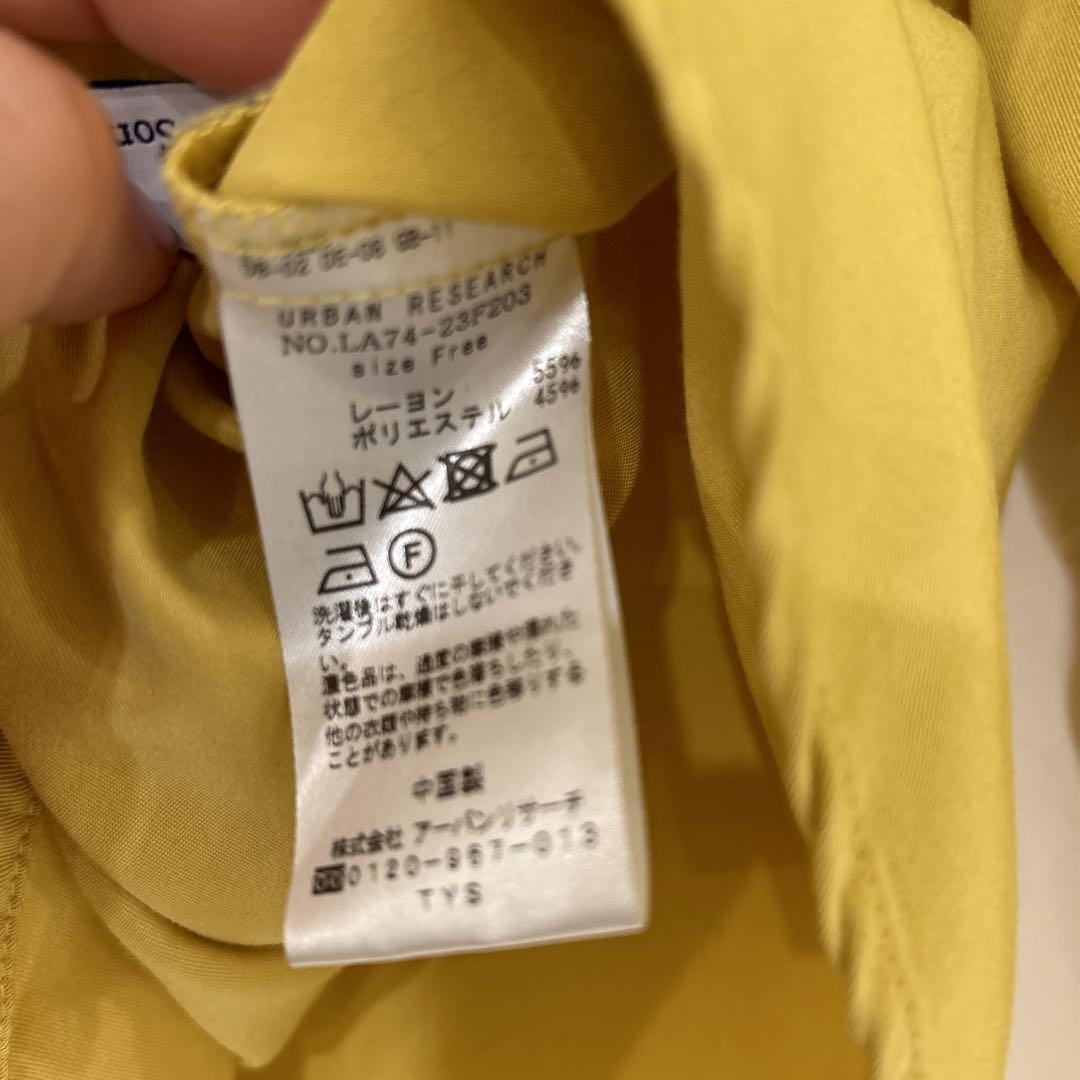 Sor
URBAN RESEARCH
NO.LA74-23F203
size Free
レーヨン 55%
ポリエステル 45%
F
洗濯後はすぐに干してください。
タンブル乾燥はしないでくださ
い。
濃色品は、過度の摩擦や濡れた
状態での摩擦で色落ちしたり、
他の衣類や持ち物に色移りする
ことがあります。
中国製
株式会社 アーバンリサーチ
0120-967-013
TYS